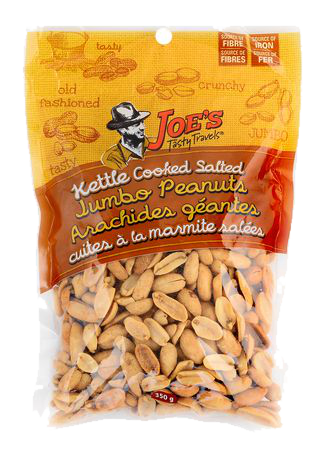 tasty
SOURCE OF
FIBRE
SOURCE DE
FIBRES
SOURCE OF
IRON
SOURCE DE
FER
old
fashioned
crunchy
JUMBO
tasty
JOE'S
Tasty Travels®
Kettle Cooked Salted
Jumbo Peanuts
Arachides géantes
cuites à la marmite salées
350 g